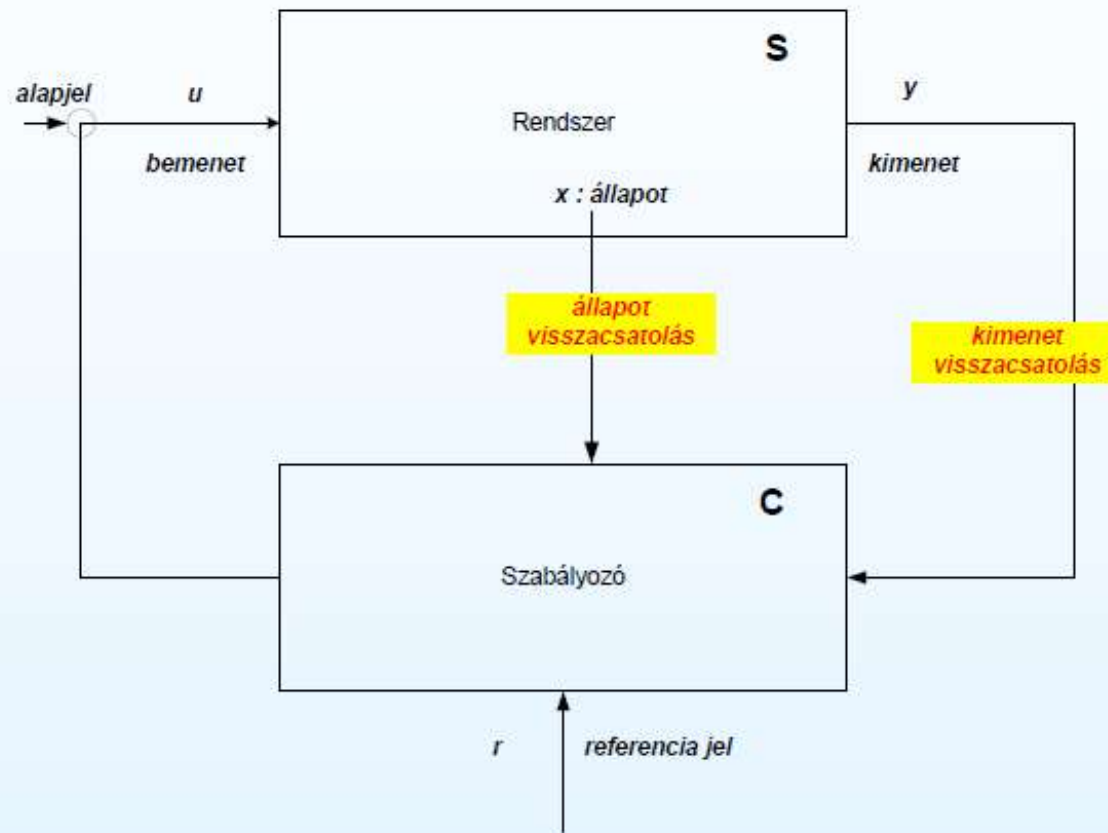 S
alapjel
u
y
Rendszer
bemenet
kimenet
x : állapot
állapot
visszacsatolás
kimenet
visszacsatolás
C
Szabályozó
r
referencia jel